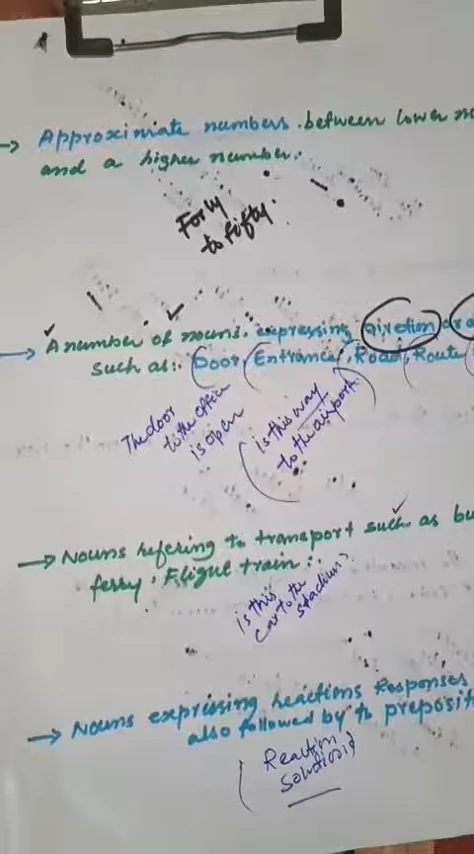 → Approximate numbers between lower
and a higher number.
Forty
to fifty.
→ A number of nouns. expressing direction
such as:. Door, Entrance, Road, Route
The door
to the office
is open
is this way
to the airport
→ Nouns refering to transport such as bu
ferry. Fligut train:.
is this
car to the
stadium?
→ Nouns expressing reactions Responses
also followed by to preposit
Reaction